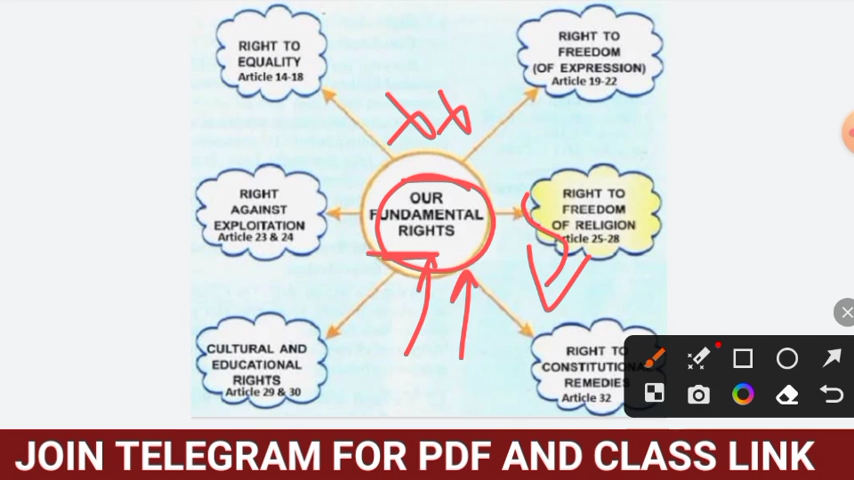 RIGHT TO
EQUALITY
Article 14-18
RIGHT TO
FREEDOM
(OF EXPRESSION)
Article 19-22
RIGHT
AGAINST
EXPLOITATION
Article 23 & 24
OUR
FUNDAMENTAL
RIGHTS
RIGHT TO
FREEDOM
OF RELIGION
Article 25-28
CULTURAL AND
EDUCATIONAL
RIGHTS
Article 29 & 30
RIGHT TO
CONSTITUTIONAL
REMEDIES
Article 32
JOIN TELEGRAM FOR PDF AND CLASS LINK